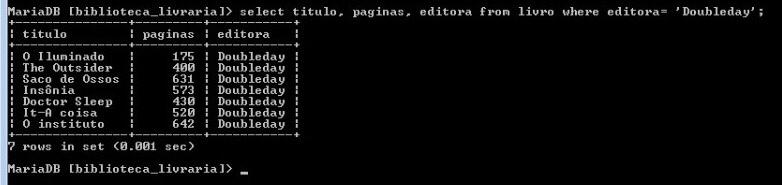 MariaDB [biblioteca_livraria]> select titulo, paginas, editora from livro where editora= 'Doubleday';
+----------------+---------+-----------+
| titulo         | paginas | editora   |
+----------------+---------+-----------+
| O Iluminado    |     175 | Doubleday |
| The Outsider   |     400 | Doubleday |
| Saco de Ossos  |     631 | Doubleday |
| Insônia        |     573 | Doubleday |
| Doctor Sleep   |     430 | Doubleday |
| It-A coisa     |     520 | Doubleday |
| O instituto    |     642 | Doubleday |
+----------------+---------+-----------+
7 rows in set (0.001 sec)
MariaDB [biblioteca_livraria]> _